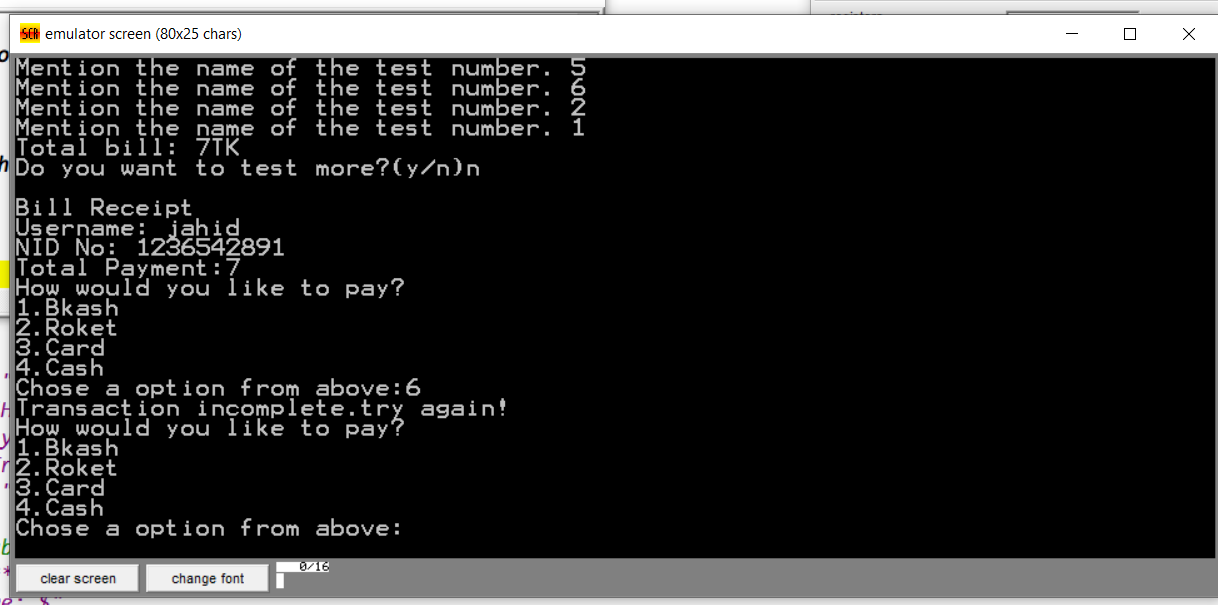 emulator screen (80x25 chars)
Mention the name of the test number. 5
Mention the name of the test number. 6
Mention the name of the test number. 2
Mention the name of the test number. 1
Total bill: 7TK
Do you want to test more?(y/n)n
Bill Receipt
Username: jahid
NID No: 1236542891
Total Payment:7
How would you like to pay?
1.Bkash
2.Roket
3.Card
4.Cash
Chose a option from above:6
Transaction incomplete.try again!
How would you like to pay?
1.Bkash
2.Roket
3.Card
4.Cash
Chose a option from above:
clear screen
change font
0/16